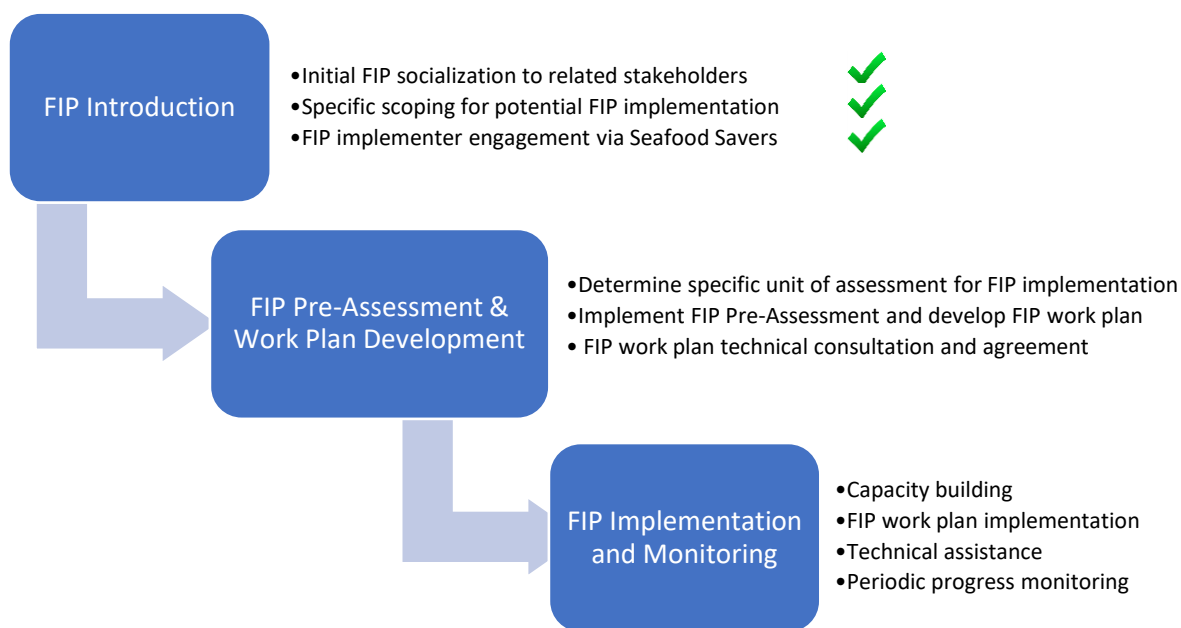 FIP Introduction
•Initial FIP socialization to related stakeholders
•Specific scoping for potential FIP implementation
•FIP implementer engagement via Seafood Savers
FIP Pre-Assessment &
Work Plan Development
•Determine specific unit of assessment for FIP implementation
•Implement FIP Pre-Assessment and develop FIP work plan
• FIP work plan technical consultation and agreement
FIP Implementation
and Monitoring
•Capacity building
•FIP work plan implementation
•Technical assistance
•Periodic progress monitoring